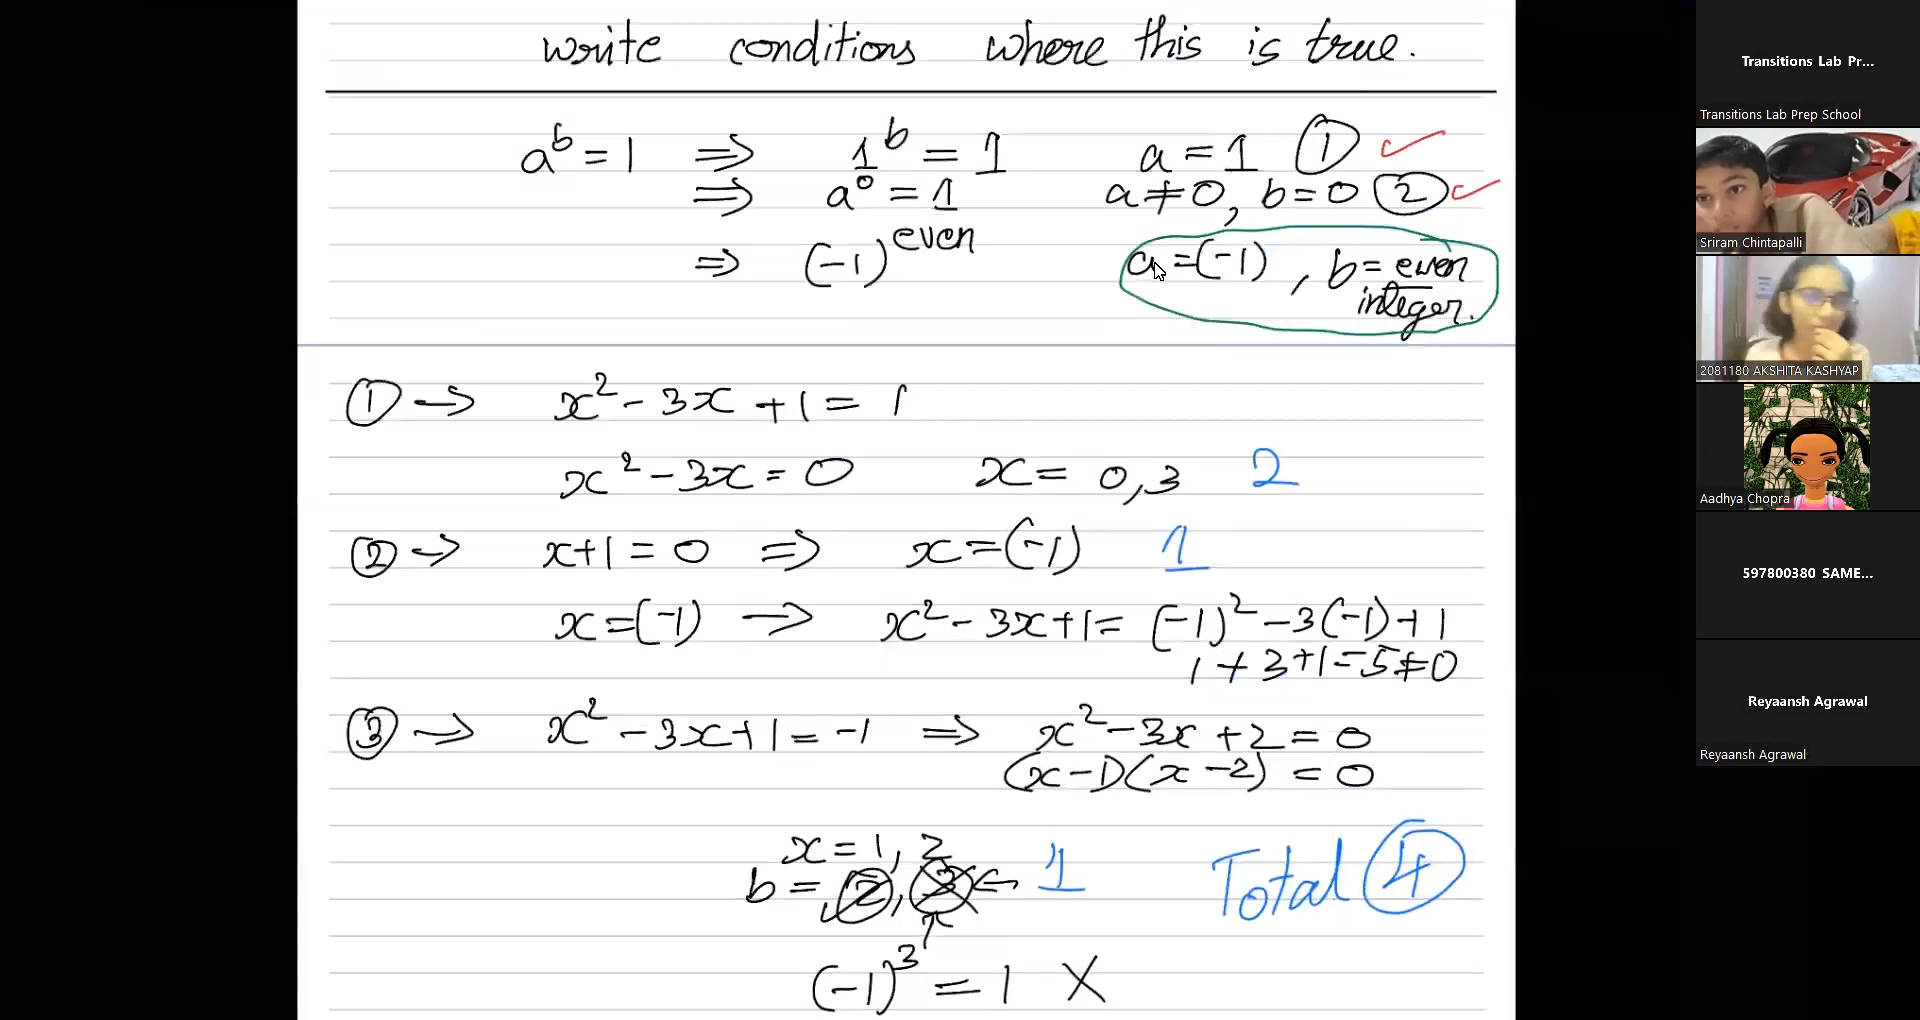 write conditions where this is true.
a^b = 1 ⇒ 1^b = 1 a = 1 ①✓
⇒ a^0 = 1 a ≠ 0, b = 0 ②✓
⇒ (-1)^even a = (-1), b = even
integer.
① → x² - 3x + 1 = 1
x² - 3x = 0 x = 0, 3 2
② → x+1 = 0 ⇒ x = (-1) 1
x = (-1) → x² - 3x + 1 = (-1)² - 3(-1) + 1
1 + 3 + 1 = 5 ≠ 0
③ → x² - 3x + 1 = -1 ⇒ x² - 3x + 2 = 0
(x - 1)(x - 2) = 0
x = 1, 2
b = 2, 3 ← 1 Total ④
(-1)³ = 1 X
Transitions Lab Pr...
Transitions Lab Prep School
Sriram Chintapalli
2081180 AKSHITA KASHYAP
Aadhya Chopra
597800380 SAME...
Reyaansh Agrawal
Reyaansh Agrawal